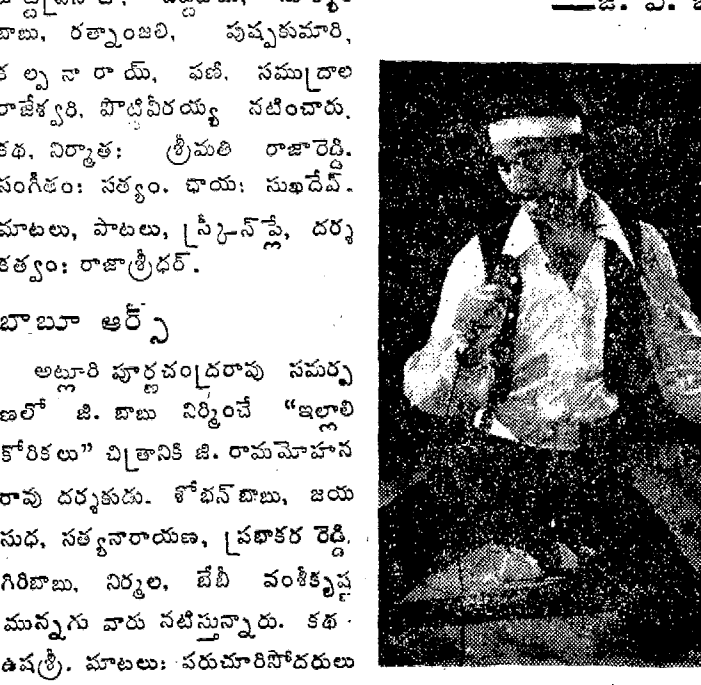 బాబు, రత్నాంజలి, పుష్పకుమారి,
కల్పనా రాయ్, ఫణి, సముద్రాల
రాజేశ్వరి, పొట్టివీరయ్య నటించారు.
కథ, నిర్మాత: శ్రీమతి రాజారెడ్డి.
సంగీతం: సత్యం. ఛాయ: సుఖదేవ్.
మాటలు, పాటలు, స్క్రీన్‌ప్లే, దర్శ
కత్వం: రాజాశ్రీధర్.
బాబూ ఆర్ట్స్
అట్లూరి పూర్ణచంద్రరావు సమర్ప
ణలో జి. బాబు నిర్మించే “ఇల్లాలి
కోరికలు” చిత్రానికి జి. రామమోహన
రావు దర్శకుడు. శోభన్ బాబు, జయ
సుధ, సత్యనారాయణ, ప్రభాకర రెడ్డి,
గిరిబాబు, నిర్మల, బేబీ వంశీకృష్ణ
మున్నగు వారు నటిస్తున్నారు. కథ
ఉషశ్రీ. మాటలు: పరుచూరిసోదరులు